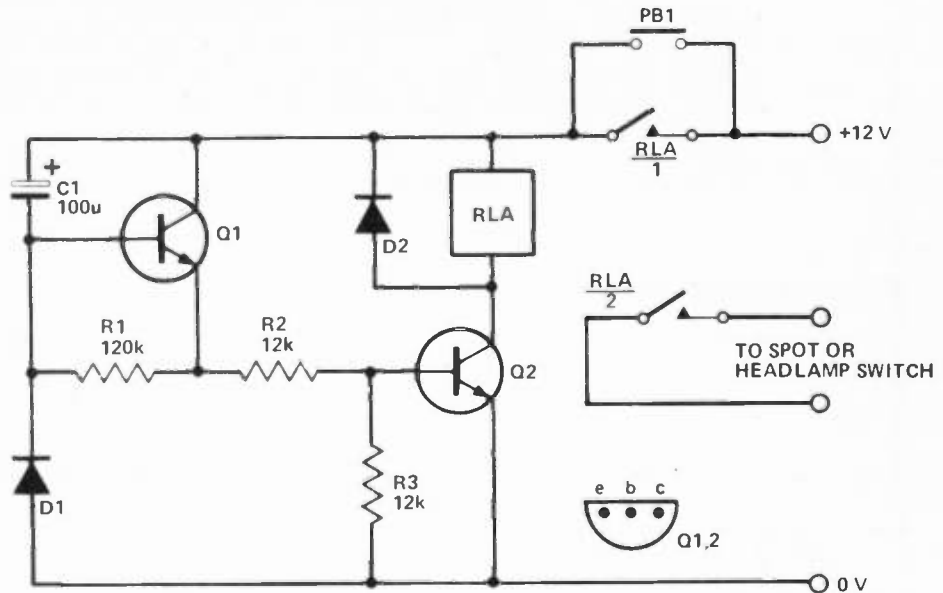 PB1
+12 V
RLA
1
+
C1
100u
Q1
D2
RLA
RLA
2
R1
120k
R2
12k
Q2
TO SPOT OR
HEADLAMP SWITCH
D1
R3
12k
e b c
Q1,2
0 V